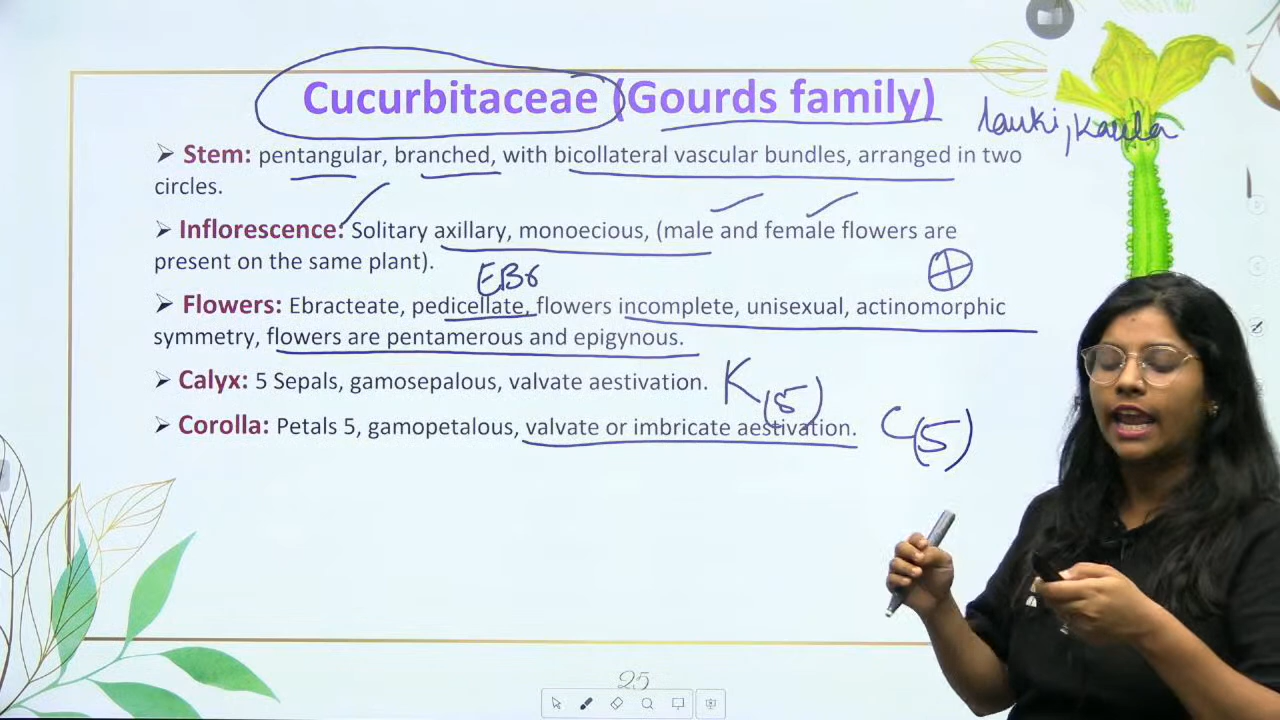 Cucurbitaceae (Gourds family)
lauki, Kaula
➤ Stem: pentangular, branched, with bicollateral vascular bundles, arranged in two
circles.
➤ Inflorescence: Solitary axillary, monoecious, (male and female flowers are
present on the same plant).
EBr
➤ Flowers: Ebracteate, pedicellate, flowers incomplete, unisexual, actinomorphic
symmetry, flowers are pentamerous and epigynous.
➤ Calyx: 5 Sepals, gamosepalous, valvate aestivation. K(5)
➤ Corolla: Petals 5, gamopetalous, valvate or imbricate aestivation. C(5)
25